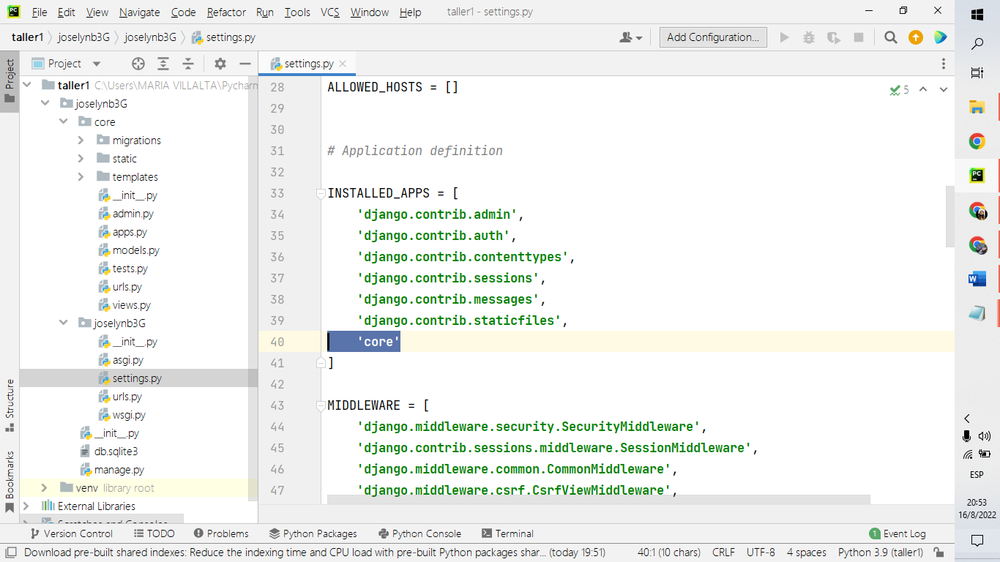 PC File Edit View Navigate Code Refactor Run Tools VCS Window Help taller1 - settings.py
taller1 joselynb3G joselynb3G settings.py Add Configuration...
Project settings.py
Project
taller1 C:\Users\MARIA VILLALTA\Pycharm
joselynb3G
core
migrations
static
templates
__init__.py
admin.py
apps.py
models.py
tests.py
urls.py
views.py
joselynb3G
__init__.py
asgi.py
settings.py
urls.py
wsgi.py
__init__.py
db.sqlite3
manage.py
venv library root
External Libraries
Scratches and Consoles
Structure
Bookmarks
28 ALLOWED_HOSTS = []
5
29
30
31 # Application definition
32
33 INSTALLED_APPS = [
34 'django.contrib.admin',
35 'django.contrib.auth',
36 'django.contrib.contenttypes',
37 'django.contrib.sessions',
38 'django.contrib.messages',
39 'django.contrib.staticfiles',
40 'core'
41 ]
42
43 MIDDLEWARE = [
44 'django.middleware.security.SecurityMiddleware',
45 'django.contrib.sessions.middleware.SessionMiddleware',
46 'django.middleware.common.CommonMiddleware',
47 'django.middleware.csrf.CsrfViewMiddleware',
Version Control TODO Problems Python Packages Python Console Terminal 1 Event Log
Download pre-built shared indexes: Reduce the indexing time and CPU load with pre-built Python packages shar... (today 19:51) 40:1 (10 chars) CRLF UTF-8 4 spaces Python 3.9 (taller1)
PC
W
ESP
20:53
16/8/2022